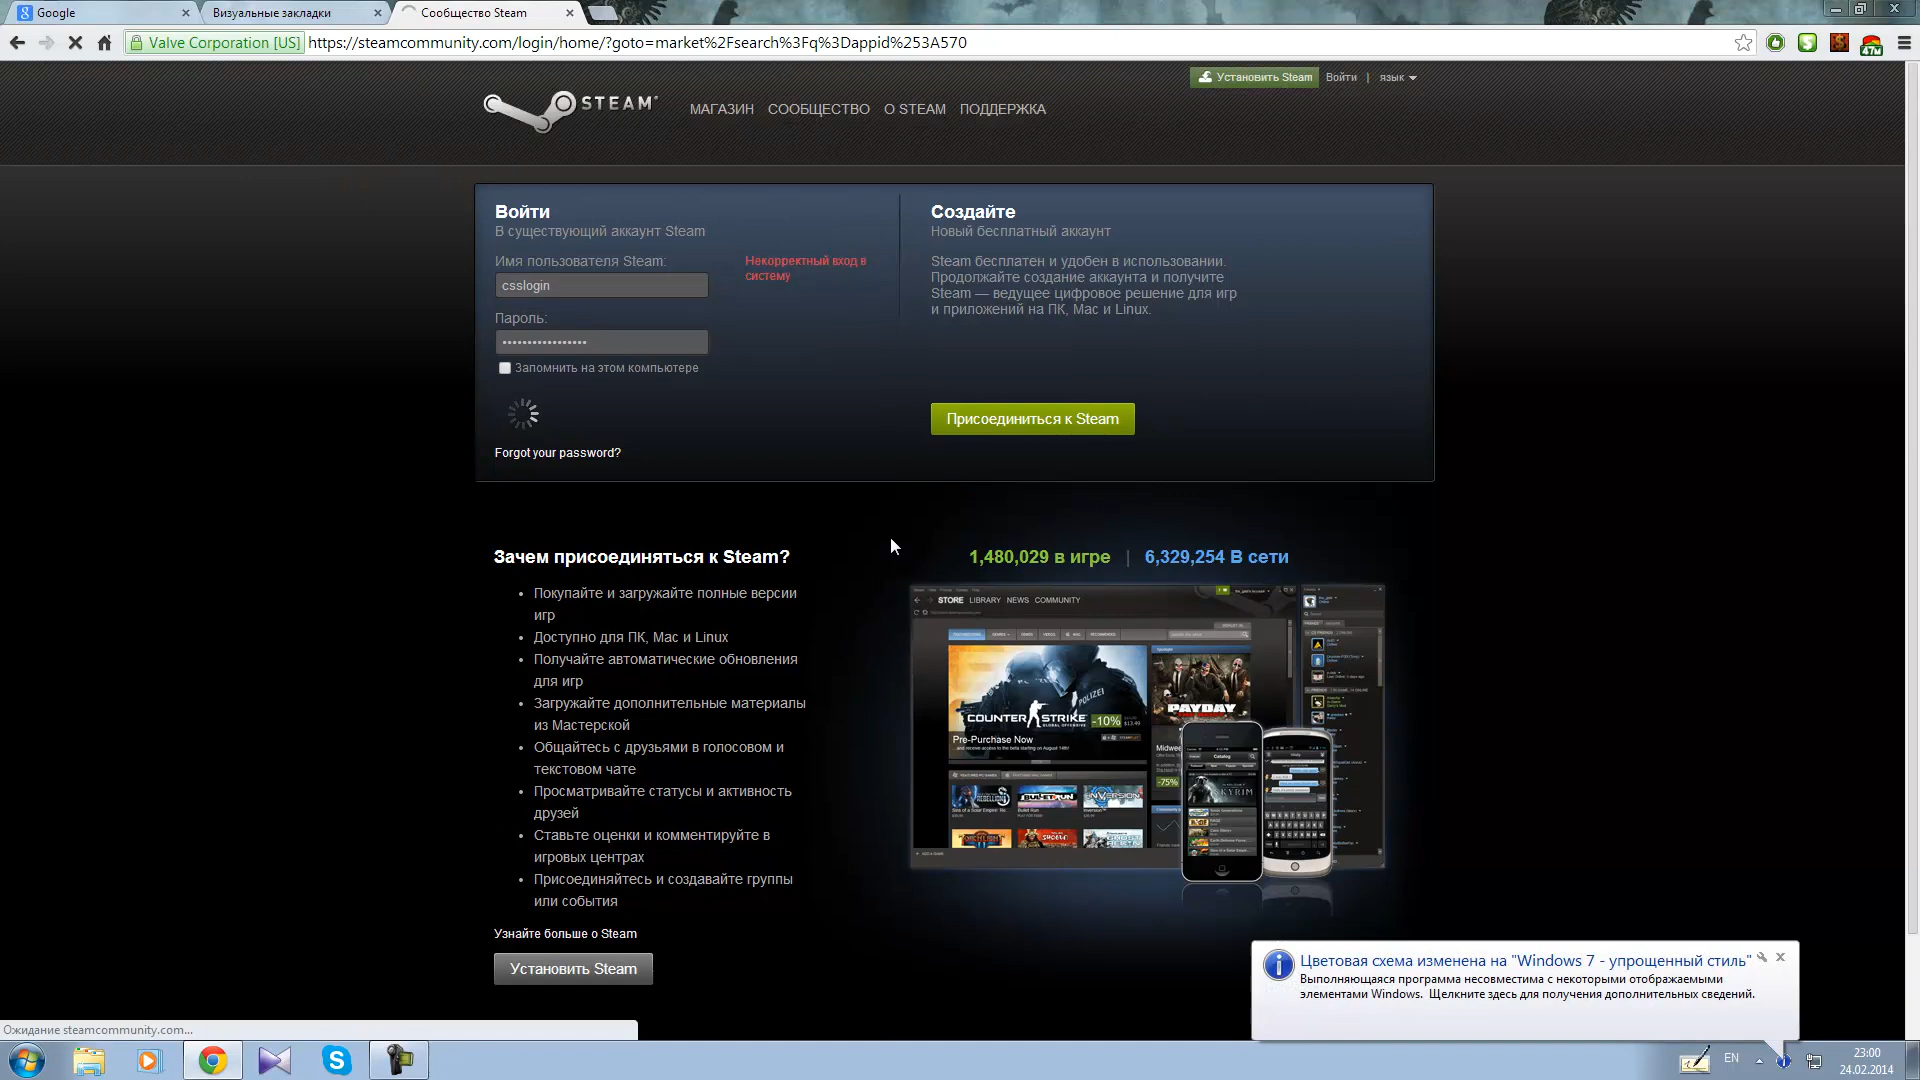 Google
Визуальные закладки
Сообщество Steam
Valve Corporation [US]
https://steamcommunity.com/login/home/?goto=market%2Fsearch%3Fq%3Dappid%253A570
47M
Установить Steam
Войти | язык
STEAM
МАГАЗИН СООБЩЕСТВО О STEAM ПОДДЕРЖКА
Войти
В существующий аккаунт Steam
Имя пользователя Steam:
csslogin
Некорректный вход в
систему
Пароль:
Запомнить на этом компьютере
Forgot your password?
Создайте
Новый бесплатный аккаунт
Steam бесплатен и удобен в использовании.
Продолжайте создание аккаунта и получите
Steam — ведущее цифровое решение для игр
и приложений на ПК, Mac и Linux.
Присоединиться к Steam
Зачем присоединяться к Steam?
Покупайте и загружайте полные версии
игр
Доступно для ПК, Mac и Linux
Получайте автоматические обновления
для игр
Загружайте дополнительные материалы
из Мастерской
Общайтесь с друзьями в голосовом и
текстовом чате
Просматривайте статусы и активность
друзей
Ставьте оценки и комментируйте в
игровых центрах
Присоединяйтесь и создавайте группы
или события
Узнайте больше о Steam
Установить Steam
1,480,029 в игре | 6,329,254 В сети
STORE LIBRARY NEWS COMMUNITY
POLIZEI
COUNTER STRIKE
-10%
Pre-Purchase Now
PAYDAY
-75%
Catalog
SKYRIM
Цветовая схема изменена на "Windows 7 - упрощенный стиль"
Выполняющаяся программа несовместима с некоторыми отображаемыми
элементами Windows. Щелкните здесь для получения дополнительных сведений.
Ожидание steamcommunity.com...
EN
23:00
24.02.2014